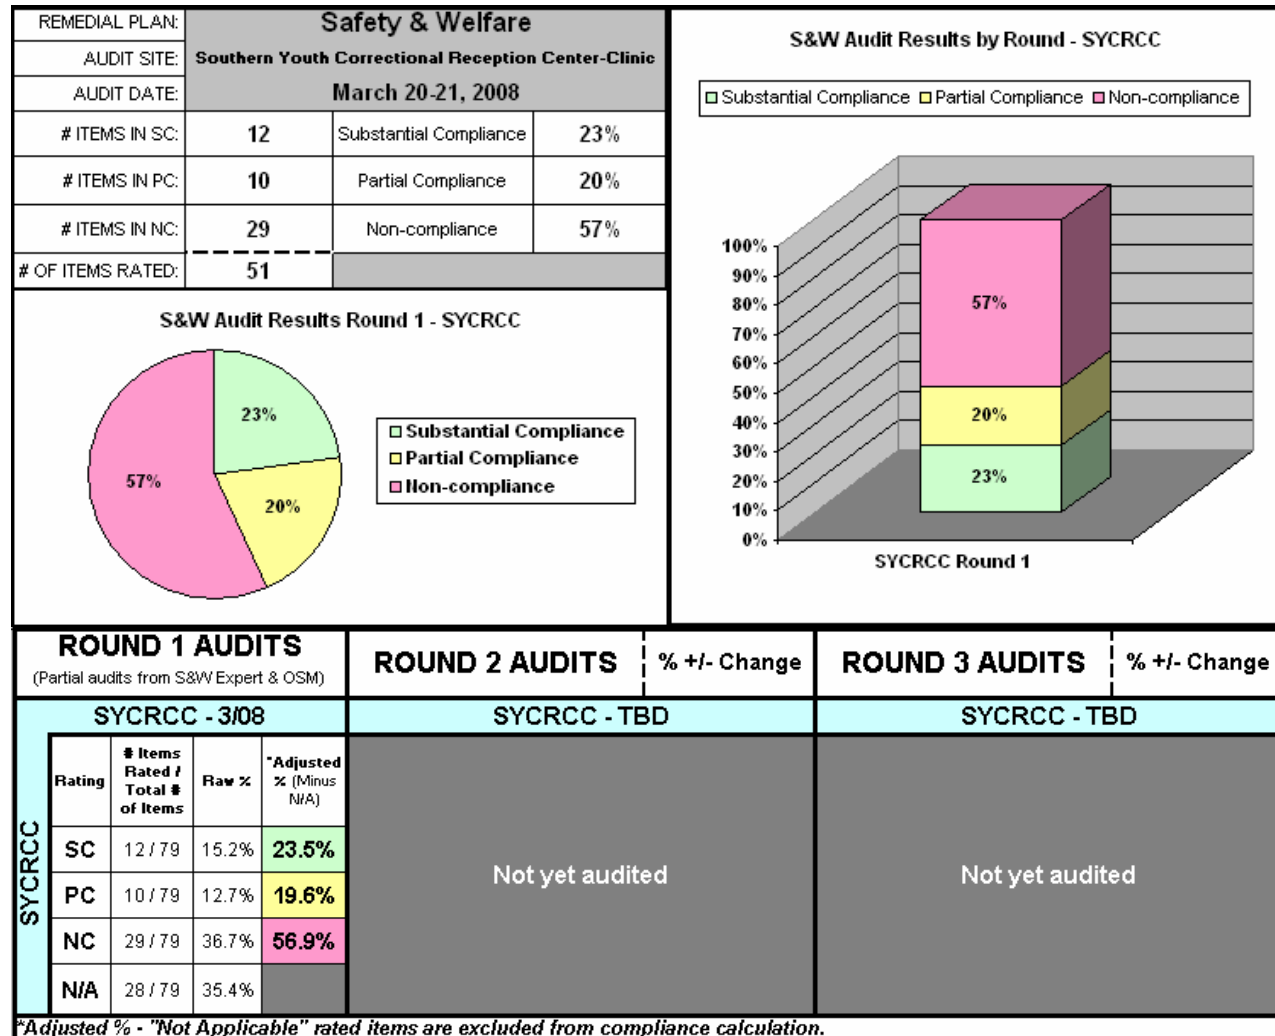 REMEDIAL PLAN: Safety & Welfare
AUDIT SITE: Southern Youth Correctional Reception Center-Clinic
AUDIT DATE: March 20-21, 2008
# ITEMS IN SC: 12 Substantial Compliance 23%
# ITEMS IN PC: 10 Partial Compliance 20%
# ITEMS IN NC: 29 Non-compliance 57%
# OF ITEMS RATED: 51
S&W Audit Results Round 1 - SYCRCC
23%
57%
20%
Substantial Compliance
Partial Compliance
Non-compliance
S&W Audit Results by Round - SYCRCC
Substantial Compliance Partial Compliance Non-compliance
100%
90%
80%
70%
60%
50%
40%
30%
20%
10%
0%
57%
20%
23%
SYCRCC Round 1
ROUND 1 AUDITS
(Partial audits from S&W Expert & OSM)
ROUND 2 AUDITS % +/- Change
ROUND 3 AUDITS % +/- Change
SYCRCC - 3/08
SYCRCC - TBD
SYCRCC - TBD
SYCRCC
Rating
# Items
Rated /
Total #
of Items
Raw %
*Adjusted
% (Minus
N/A)
SC 12 / 79 15.2% 23.5%
PC 10 / 79 12.7% 19.6%
NC 29 / 79 36.7% 56.9%
N/A 28 / 79 35.4%
Not yet audited
Not yet audited
*Adjusted % - "Not Applicable" rated items are excluded from compliance calculation.